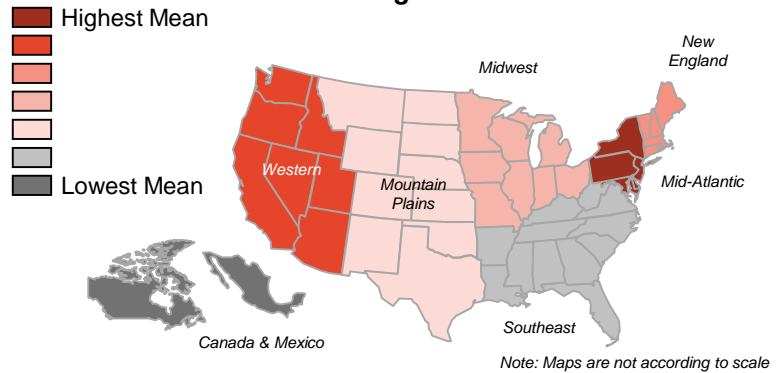 Highest Mean
Lowest Mean
Midwest
New
England
Western
Mountain
Plains
Mid-Atlantic
Southeast
Canada & Mexico
Note: Maps are not according to scale